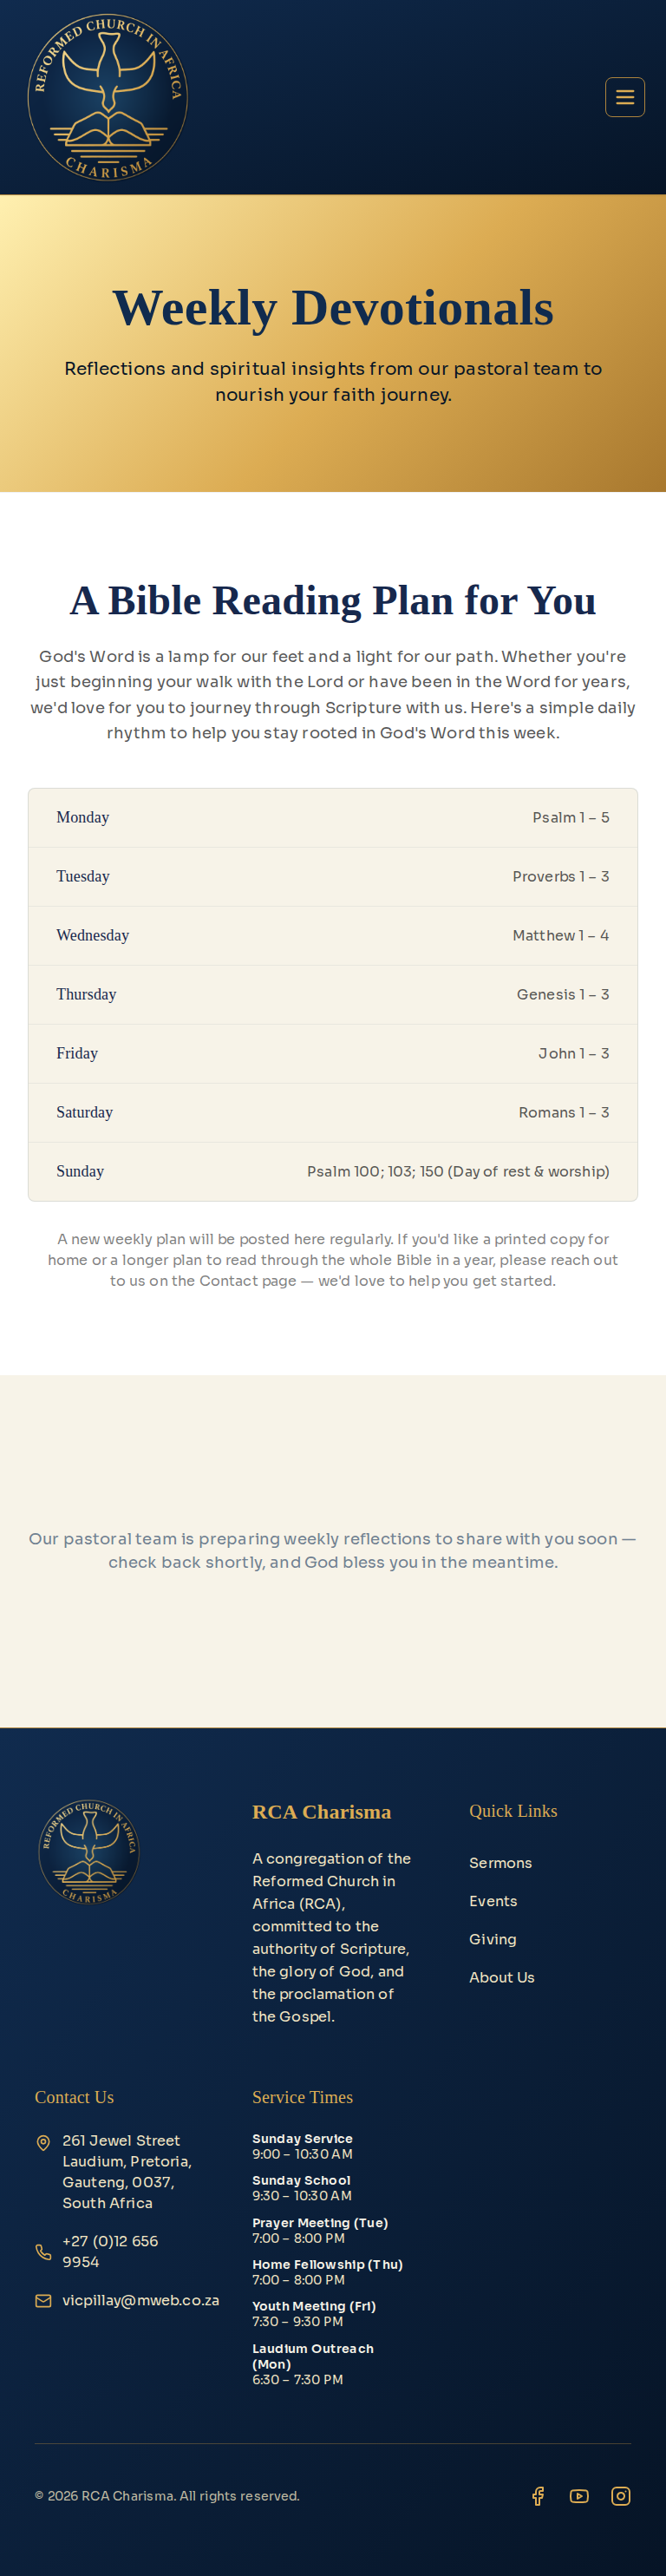 REFORMED CHURCH IN AFRICA
CHARISMA
Weekly Devotionals
Reflections and spiritual insights from our pastoral team to
nourish your faith journey.
A Bible Reading Plan for You
God's Word is a lamp for our feet and a light for our path. Whether you're
just beginning your walk with the Lord or have been in the Word for years,
we'd love for you to journey through Scripture with us. Here's a simple daily
rhythm to help you stay rooted in God's Word this week.
Monday Psalm 1 – 5
Tuesday Proverbs 1 – 3
Wednesday Matthew 1 – 4
Thursday Genesis 1 – 3
Friday John 1 – 3
Saturday Romans 1 – 3
Sunday Psalm 100; 103; 150 (Day of rest & worship)
A new weekly plan will be posted here regularly. If you'd like a printed copy for
home or a longer plan to read through the whole Bible in a year, please reach out
to us on the Contact page — we'd love to help you get started.
Our pastoral team is preparing weekly reflections to share with you soon —
check back shortly, and God bless you in the meantime.
REFORMED CHURCH IN AFRICA
CHARISMA
RCA Charisma
A congregation of the
Reformed Church in
Africa (RCA),
committed to the
authority of Scripture,
the glory of God, and
the proclamation of
the Gospel.
Quick Links
Sermons
Events
Giving
About Us
Contact Us
261 Jewel Street
Laudium, Pretoria,
Gauteng, 0037,
South Africa
+27 (0)12 656
9954
vicpillay@mweb.co.za
Service Times
Sunday Service
9:00 – 10:30 AM
Sunday School
9:30 – 10:30 AM
Prayer Meeting (Tue)
7:00 – 8:00 PM
Home Fellowship (Thu)
7:00 – 8:00 PM
Youth Meeting (Fri)
7:30 – 9:30 PM
Laudium Outreach
(Mon)
6:30 – 7:30 PM
© 2026 RCA Charisma. All rights reserved.